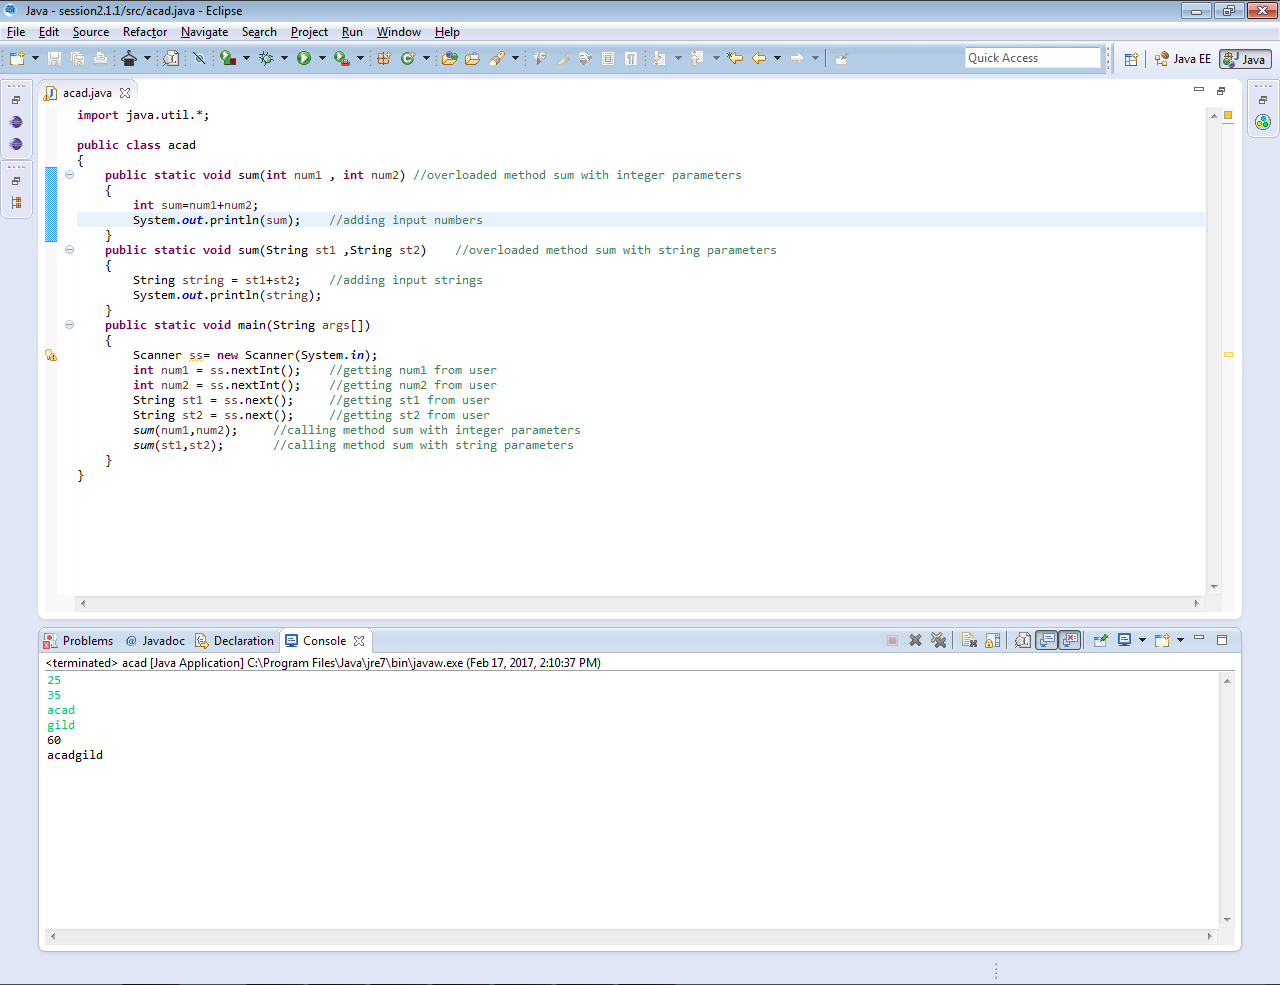 Java - session2.1.1/src/acad.java - Eclipse
File Edit Source Refactor Navigate Search Project Run Window Help
Quick Access Java EE Java
acad.java
import java.util.*;
public class acad
{
public static void sum(int num1 , int num2) //overloaded method sum with integer parameters
{
int sum=num1+num2;
System.out.println(sum);    //adding input numbers
}
public static void sum(String st1 ,String st2)    //overloaded method sum with string parameters
{
String string = st1+st2;    //adding input strings
System.out.println(string);
}
public static void main(String args[])
{
Scanner ss= new Scanner(System.in);
int num1 = ss.nextInt();    //getting num1 from user
int num2 = ss.nextInt();    //getting num2 from user
String st1 = ss.next();     //getting st1 from user
String st2 = ss.next();     //getting st2 from user
sum(num1,num2);     //calling method sum with integer parameters
sum(st1,st2);       //calling method sum with string parameters
}
}
Problems @ Javadoc Declaration Console
<terminated> acad [Java Application] C:\Program Files\Java\jre7\bin\javaw.exe (Feb 17, 2017, 2:10:37 PM)
25
35
acad
gild
60
acadgild